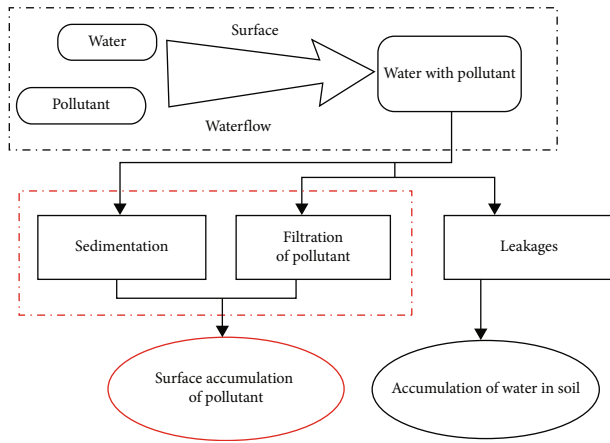 Water
Surface
Water with pollutant
Pollutant
Waterflow
Sedimentation
Filtration
of pollutant
Leakages
Surface accumulation
of pollutant
Accumulation of water in soil